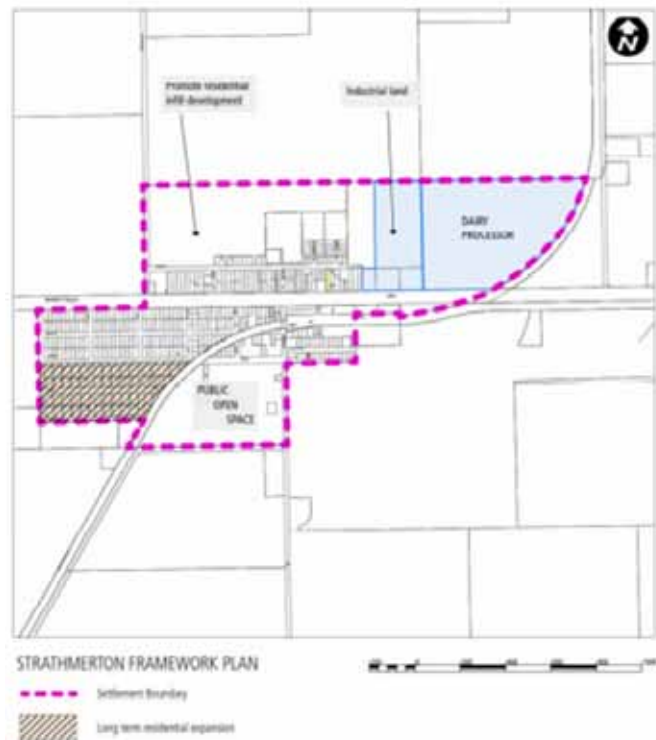 N
Promote residential
infill development
Industrial land
DAIRY
PROCESSOR
PUBLIC
OPEN
SPACE
STRATHMERTON FRAMEWORK PLAN
Settlement Boundary
Long term residential expansion